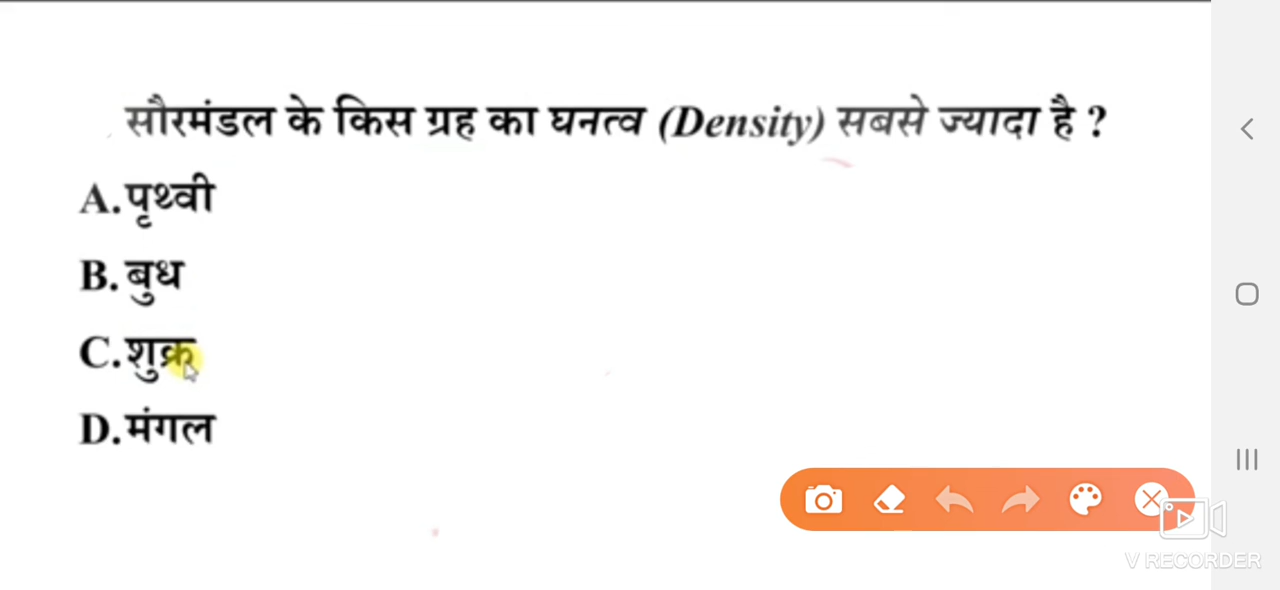 सौरमंडल के किस ग्रह का घनत्व (Density) सबसे ज्यादा है ?
A.पृथ्वी
B.बुध
C.शुक्र
D.मंगल
V RECORDER